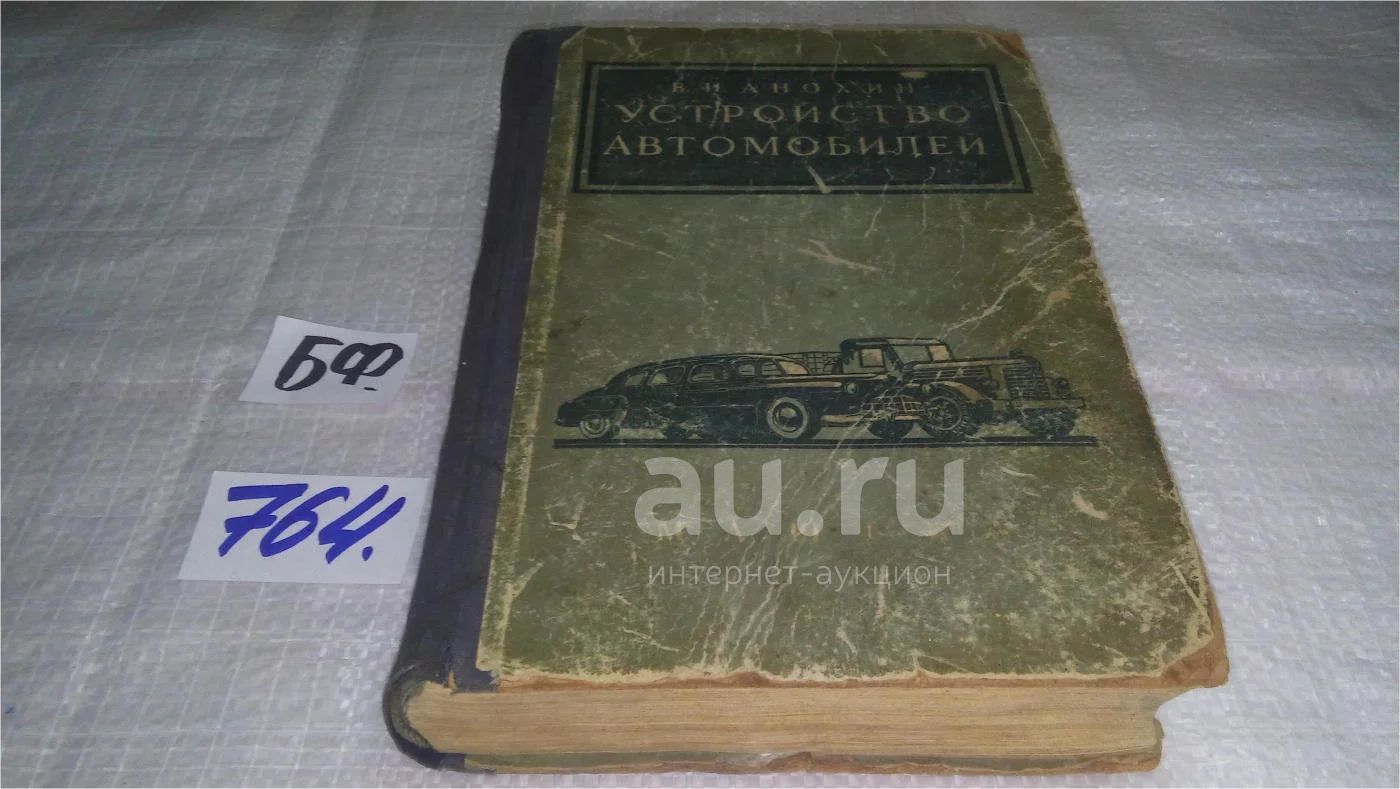 В. И. АНОХИН
УСТРОЙСТВО
АВТОМОБИЛЕЙ
БФ.
764.
au.ru
интернет-аукцион